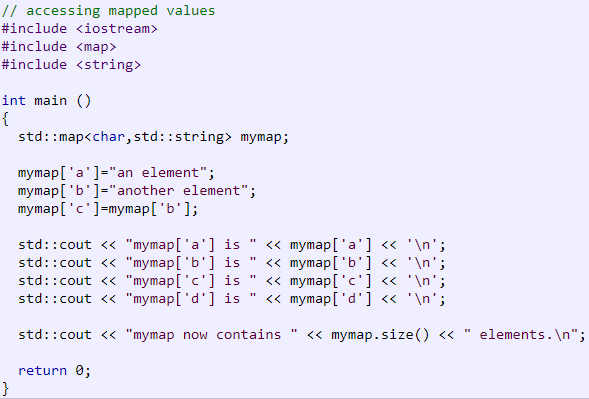 // accessing mapped values
#include <iostream>
#include <map>
#include <string>

int main ()
{
  std::map<char,std::string> mymap;

  mymap['a']="an element";
  mymap['b']="another element";
  mymap['c']=mymap['b'];

  std::cout << "mymap['a'] is " << mymap['a'] << '\n';
  std::cout << "mymap['b'] is " << mymap['b'] << '\n';
  std::cout << "mymap['c'] is " << mymap['c'] << '\n';
  std::cout << "mymap['d'] is " << mymap['d'] << '\n';

  std::cout << "mymap now contains " << mymap.size() << " elements.\n";

  return 0;
}